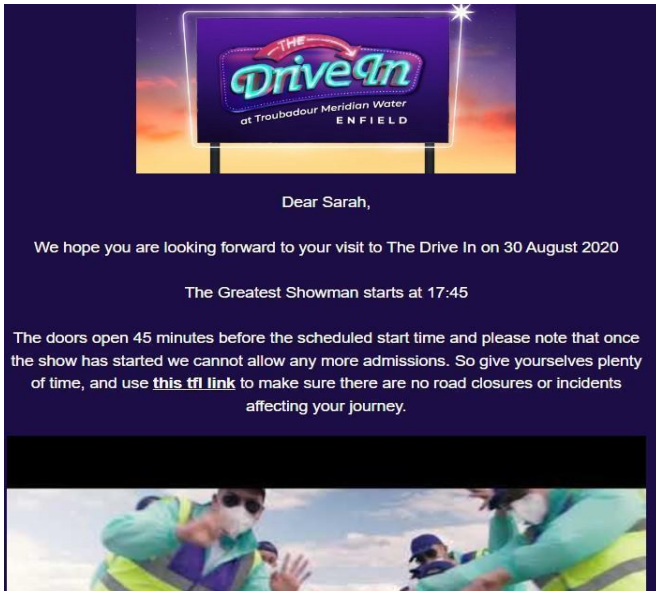 THE
Drive In
at Troubadour Meridian Water
ENFIELD
Dear Sarah,
We hope you are looking forward to your visit to The Drive In on 30 August 2020
The Greatest Showman starts at 17:45
The doors open 45 minutes before the scheduled start time and please note that once
the show has started we cannot allow any more admissions. So give yourselves plenty
of time, and use this tfl link to make sure there are no road closures or incidents
affecting your journey.